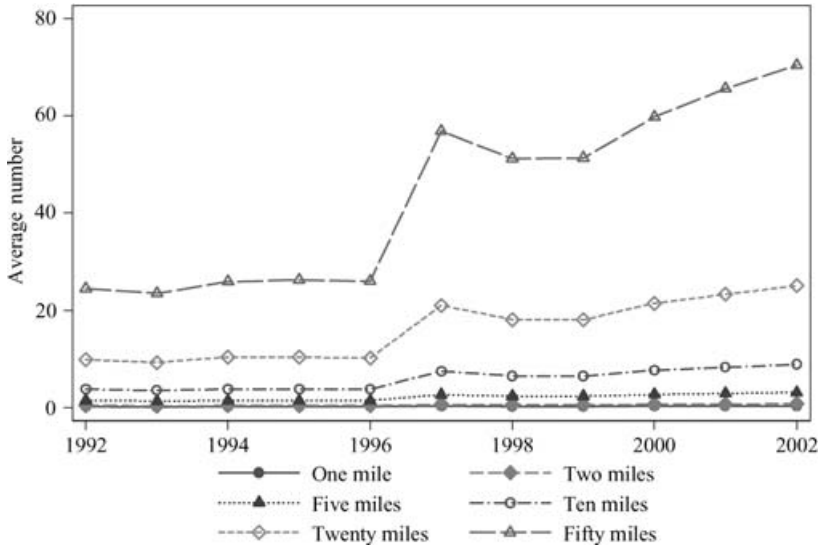 80
60
40
20
0
Average number
1992 1994 1996 1998 2000 2002
One mile Two miles
Five miles Ten miles
Twenty miles Fifty miles